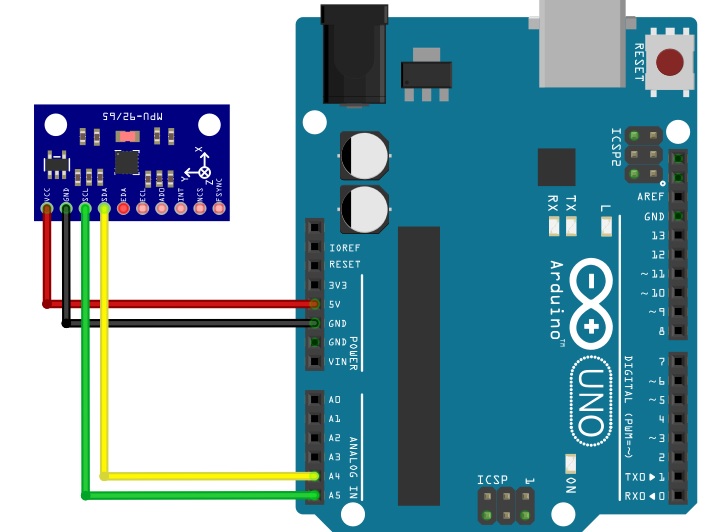 MPU-92/65
X
Y
Z
VCC
GND
SCL
SDA
EDA
ECL
ADO
INT
NCS
FSYNC
RESET
ICSP2
AREF
GND
13
12
~11
~10
~9
8
RX
TX
L
Arduino™
UNO
IOREF
RESET
3V3
5V
GND
GND
VIN
POWER
A0
A1
A2
A3
A4
A5
ANALOG IN
7
~6
~5
4
~3
2
TX0▶1
RX0◀0
DIGITAL (PWM=~)
ON
ICSP
1